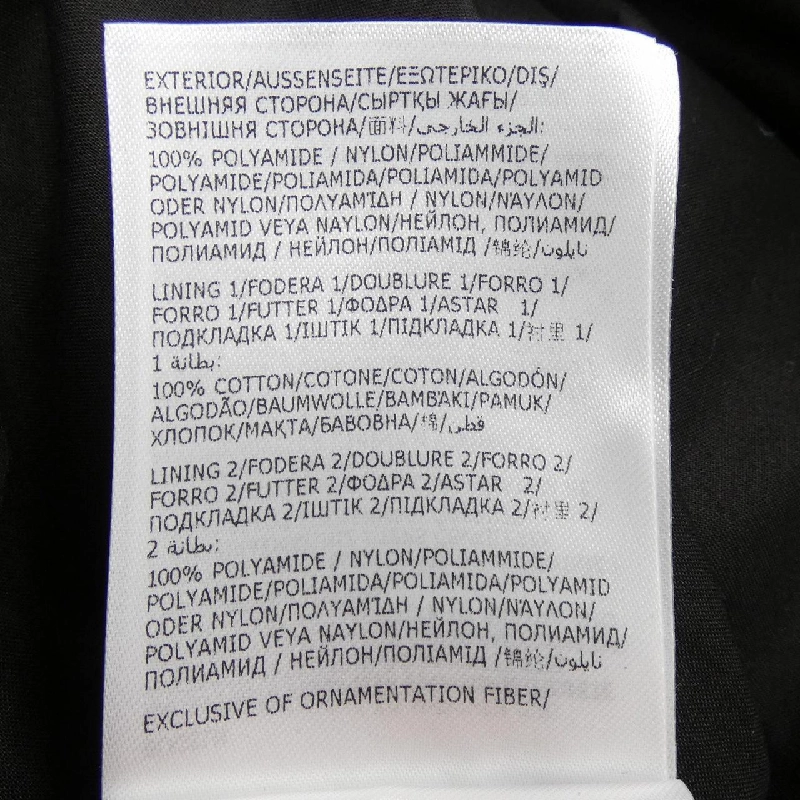 EXTERIOR/AUSSENSEITE/ΕΞΩΤΕΡΙΚΟ/DIŞ/
ВНЕШНЯЯ СТОРОНА/СЫРТҚЫ ЖАҒЫ/
ЗОВНІШНЯ СТОРОНА/面料/الجزء الخارجي:
100% POLYAMIDE / NYLON/POLIAMMIDE/
POLYAMIDE/POLIAMIDA/POLIAMIDA/POLYAMID
ODER NYLON/ΠΟΛΥΑΜΊΔΗ / NYLON/ΝΆΥΛΟΝ/
POLYAMID VEYA NAYLON/НЕЙЛОН, ПОЛИАМИД/
ПОЛИАМИД / НЕЙЛОН/ПОЛІАМІД /锦纶/نايلون
LINING 1/FODERA 1/DOUBLURE 1/FORRO 1/
FORRO 1/FUTTER 1/ΦΟΔΡΑ 1/ASTAR 1/
ПОДКЛАДКА 1/ІШТІК 1/ПІДКЛАДКА 1/衬里 1/
بطانة 1:
100% COTTON/COTONE/COTON/ALGODÓN/
ALGODÃO/BAUMWOLLE/ΒΑΜΒΆΚΙ/PAMUK/
ХЛОПОК/МАҚТА/БАВОВНА/棉/قطن
LINING 2/FODERA 2/DOUBLURE 2/FORRO 2/
FORRO 2/FUTTER 2/ΦΟΔΡΑ 2/ASTAR 2/
ПОДКЛАДКА 2/ІШТІК 2/ПІДКЛАДКА 2/衬里 2/
بطانة 2:
100% POLYAMIDE / NYLON/POLIAMMIDE/
POLYAMIDE/POLIAMIDA/POLIAMIDA/POLYAMID
ODER NYLON/ΠΟΛΥΑΜΊΔΗ / NYLON/ΝΆΥΛΟΝ/
POLYAMID VEYA NAYLON/НЕЙЛОН, ПОЛИАМИД/
ПОЛИАМИД / НЕЙЛОН/ПОЛІАМІД /锦纶/نايلون
EXCLUSIVE OF ORNAMENTATION FIBER/